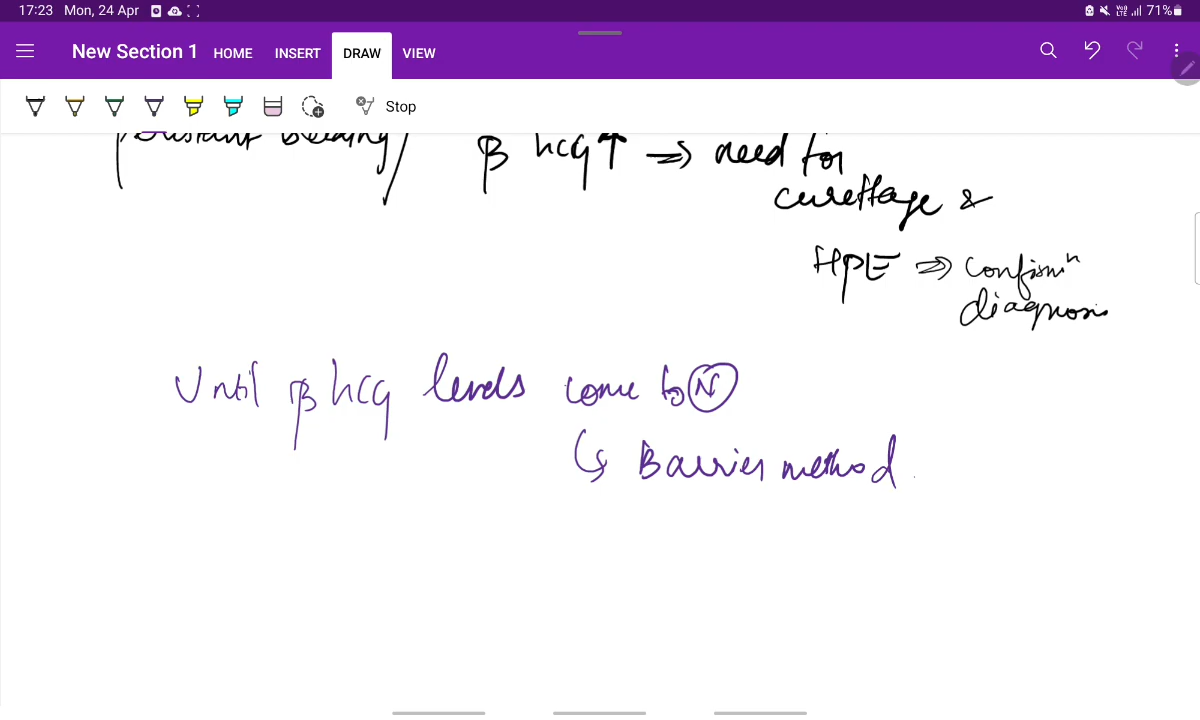 17:23 Mon, 24 Apr 71%
New Section 1 HOME INSERT DRAW VIEW
Stop
β hcg ↑ ⇒ need for
curettage &
HPE ⇒ Confirmⁿ
diagnosis
Until β hcg levels come to N
↳ Barrier method.